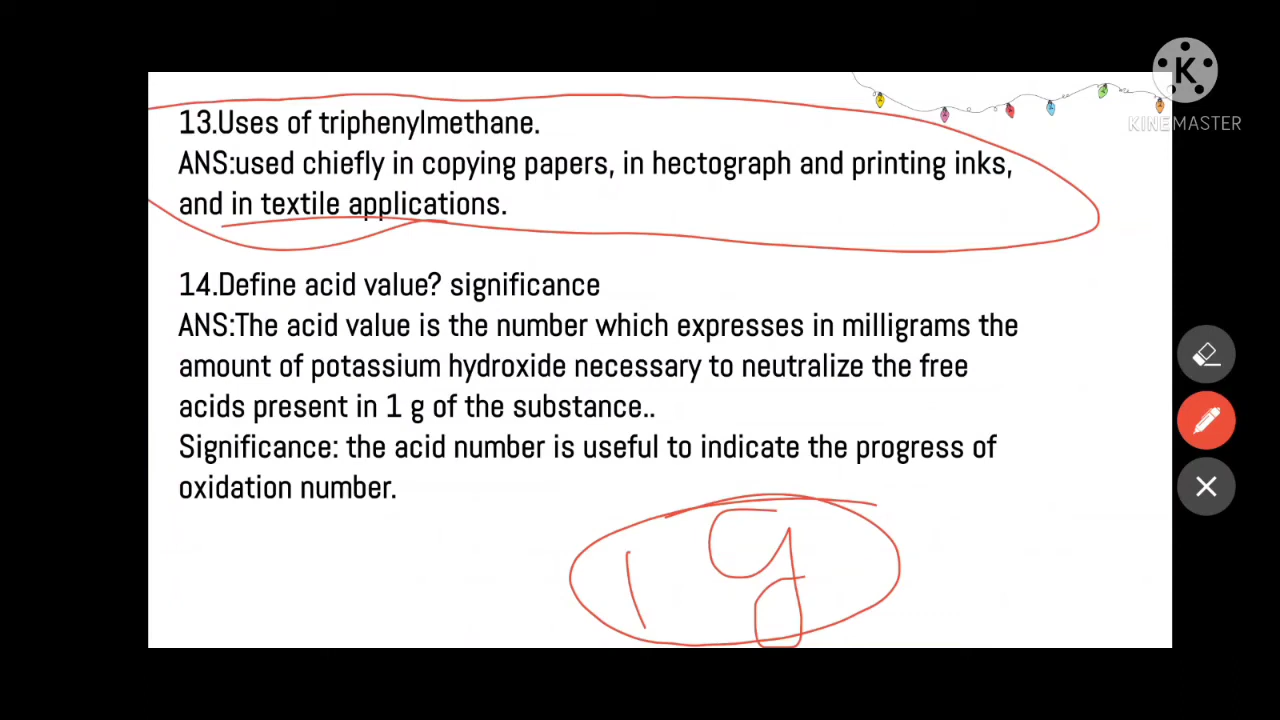 13.Uses of triphenylmethane.
ANS:used chiefly in copying papers, in hectograph and printing inks,
and in textile applications.
14.Define acid value? significance
ANS:The acid value is the number which expresses in milligrams the
amount of potassium hydroxide necessary to neutralize the free
acids present in 1 g of the substance..
Significance: the acid number is useful to indicate the progress of
oxidation number.
1 g
K
KINEMASTER